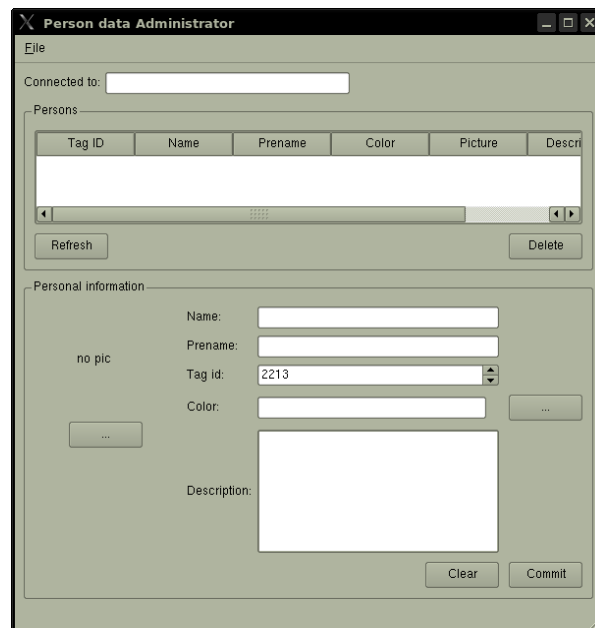 Person data Administrator
File
Connected to:
Persons
Tag ID Name Prename Color Picture Descri
Refresh Delete
Personal information
Name:
Prename:
no pic
Tag id: 2213
Color: ...
...
Description:
Clear Commit